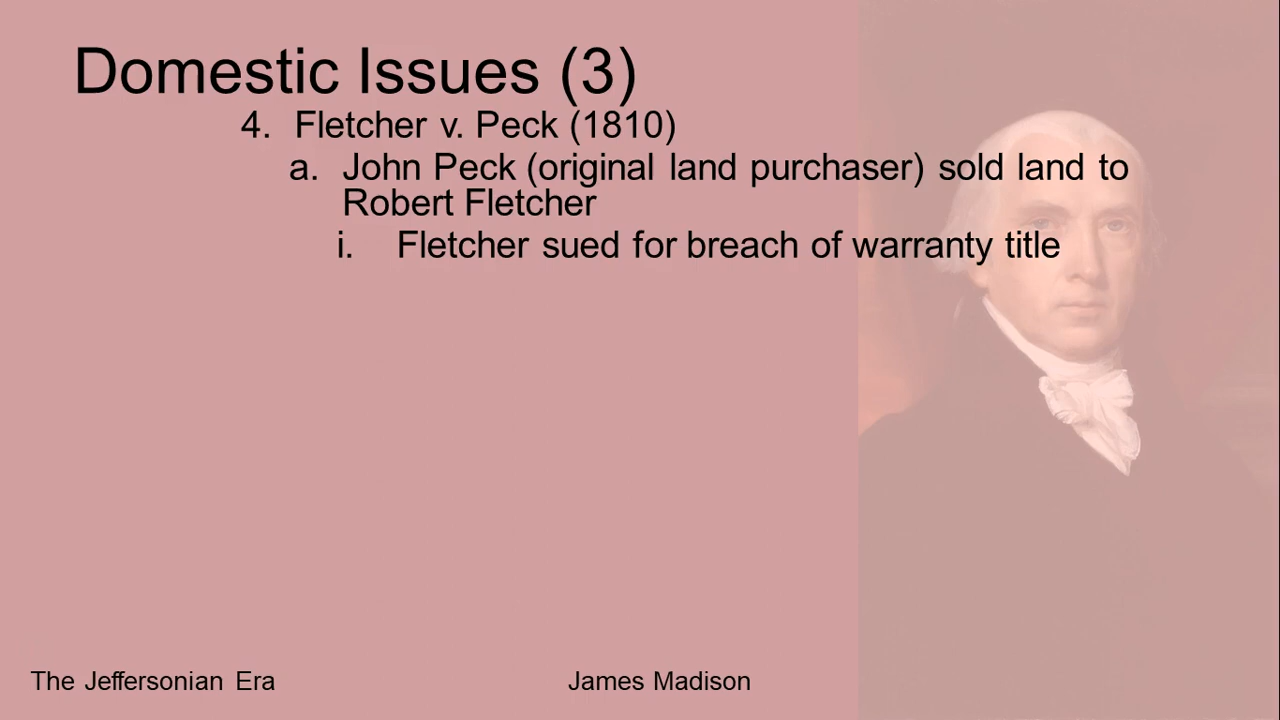 Domestic Issues (3)
4. Fletcher v. Peck (1810)
a. John Peck (original land purchaser) sold land to
Robert Fletcher
i. Fletcher sued for breach of warranty title
The Jeffersonian Era
James Madison